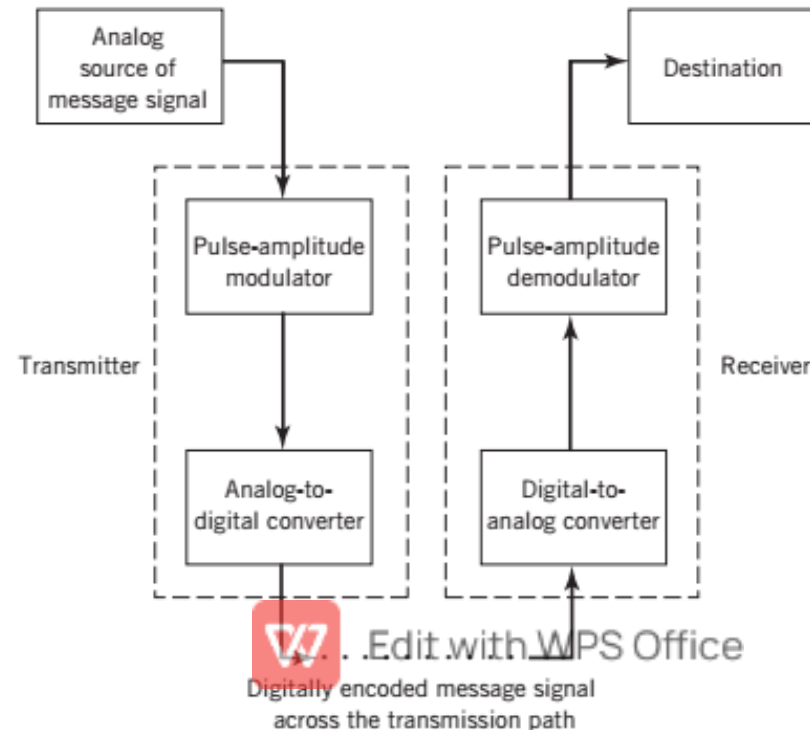 Analog
source of
message signal
Destination
Pulse-amplitude
modulator
Pulse-amplitude
demodulator
Transmitter
Receiver
Analog-to-
digital converter
Digital-to-
analog converter
Edit with WPS Office
Digitally encoded message signal
across the transmission path